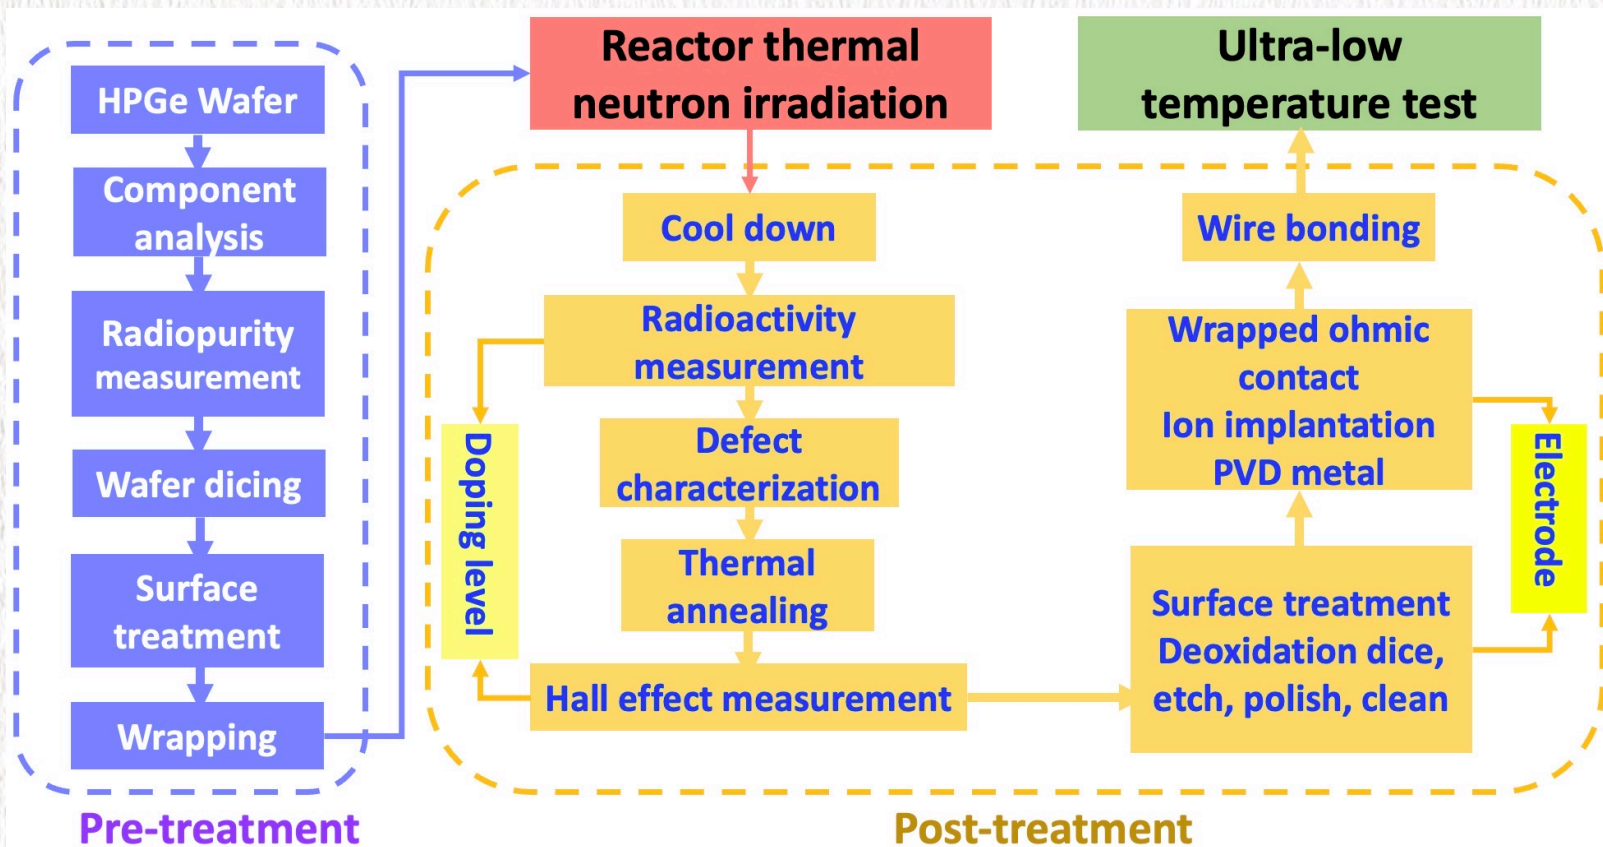 HPGe Wafer
Component
analysis
Radiopurity
measurement
Wafer dicing
Surface
treatment
Wrapping
Pre-treatment
Reactor thermal
neutron irradiation
Cool down
Radioactivity
measurement
Defect
characterization
Thermal
annealing
Hall effect measurement
Doping level
Surface treatment
Deoxidation dice,
etch, polish, clean
Wrapped ohmic
contact
Ion implantation
PVD metal
Electrode
Wire bonding
Ultra-low
temperature test
Post-treatment